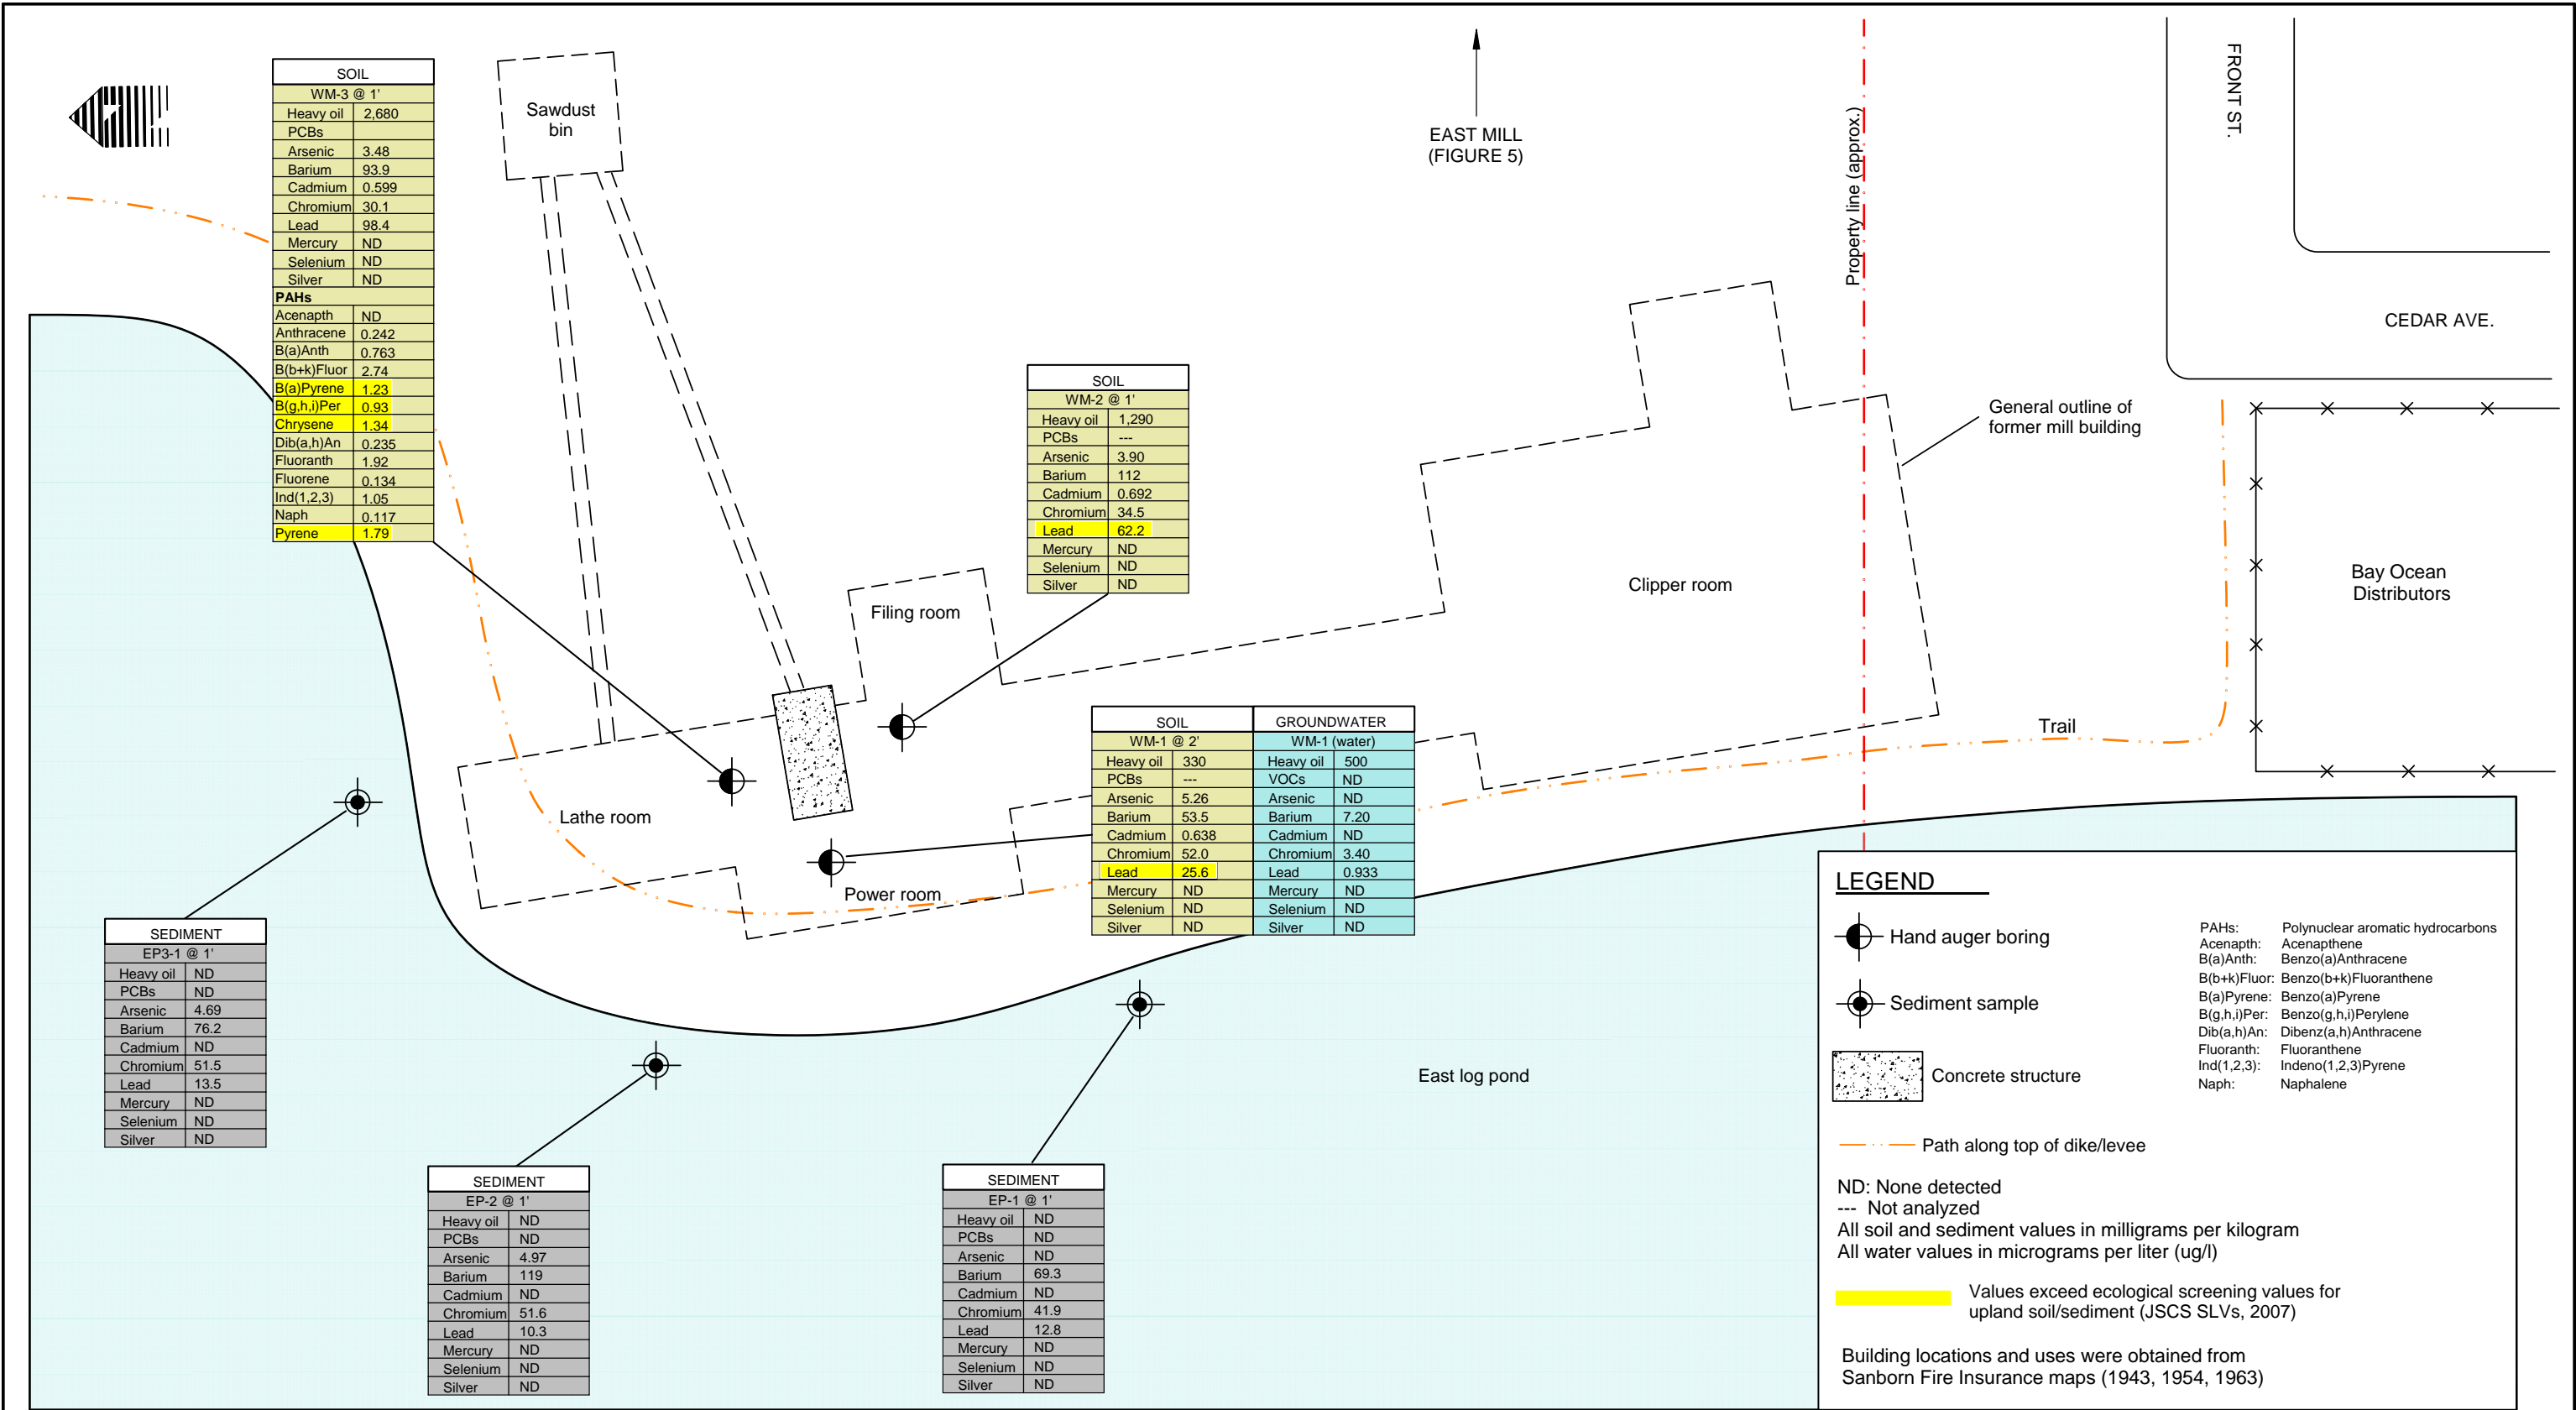 SOIL
WM-3 @ 1'
Heavy oil 2,680
PCBs
Arsenic 3.48
Barium 93.9
Cadmium 0.599
Chromium 30.1
Lead 98.4
Mercury ND
Selenium ND
Silver ND
PAHs
Acenapth ND
Anthracene 0.242
B(a)Anth 0.763
B(b+k)Fluor 2.74
B(a)Pyrene 1.23
B(g,h,i)Per 0.93
Chrysene 1.34
Dib(a,h)An 0.235
Fluoranth 1.92
Fluorene 0.134
Ind(1,2,3) 1.05
Naph 0.117
Pyrene 1.79
Sawdust
bin
EAST MILL
(FIGURE 5)
Property line (approx.)
FRONT ST.
CEDAR AVE.
General outline of
former mill building
Bay Ocean
Distributors
SOIL
WM-2 @ 1'
Heavy oil 1,290
PCBs ---
Arsenic 3.90
Barium 112
Cadmium 0.692
Chromium 34.5
Lead 62.2
Mercury ND
Selenium ND
Silver ND
Filing room
Clipper room
Trail
Lathe room
Power room
SOIL
WM-1 @ 2'
Heavy oil 330
PCBs ---
Arsenic 5.26
Barium 53.5
Cadmium 0.638
Chromium 52.0
Lead 25.6
Mercury ND
Selenium ND
Silver ND
GROUNDWATER
WM-1 (water)
Heavy oil 500
VOCs ND
Arsenic ND
Barium 7.20
Cadmium ND
Chromium 3.40
Lead 0.933
Mercury ND
Selenium ND
Silver ND
SEDIMENT
EP3-1 @ 1'
Heavy oil ND
PCBs ND
Arsenic 4.69
Barium 76.2
Cadmium ND
Chromium 51.5
Lead 13.5
Mercury ND
Selenium ND
Silver ND
SEDIMENT
EP-2 @ 1'
Heavy oil ND
PCBs ND
Arsenic 4.97
Barium 119
Cadmium ND
Chromium 51.6
Lead 10.3
Mercury ND
Selenium ND
Silver ND
SEDIMENT
EP-1 @ 1'
Heavy oil ND
PCBs ND
Arsenic ND
Barium 69.3
Cadmium ND
Chromium 41.9
Lead 12.8
Mercury ND
Selenium ND
Silver ND
East log pond
LEGEND
Hand auger boring
Sediment sample
Concrete structure
Path along top of dike/levee
PAHs: Polynuclear aromatic hydrocarbons
Acenapth: Acenapthene
B(a)Anth: Benzo(a)Anthracene
B(b+k)Fluor: Benzo(b+k)Fluoranthene
B(a)Pyrene: Benzo(a)Pyrene
B(g,h,i)Per: Benzo(g,h,i)Perylene
Dib(a,h)An: Dibenz(a,h)Anthracene
Fluoranth: Fluoranthene
Ind(1,2,3): Indeno(1,2,3)Pyrene
Naph: Naphalene
ND: None detected
--- Not analyzed
All soil and sediment values in milligrams per kilogram
All water values in micrograms per liter (ug/l)
Values exceed ecological screening values for
upland soil/sediment (JSCS SLVs, 2007)
Building locations and uses were obtained from
Sanborn Fire Insurance maps (1943, 1954, 1963)